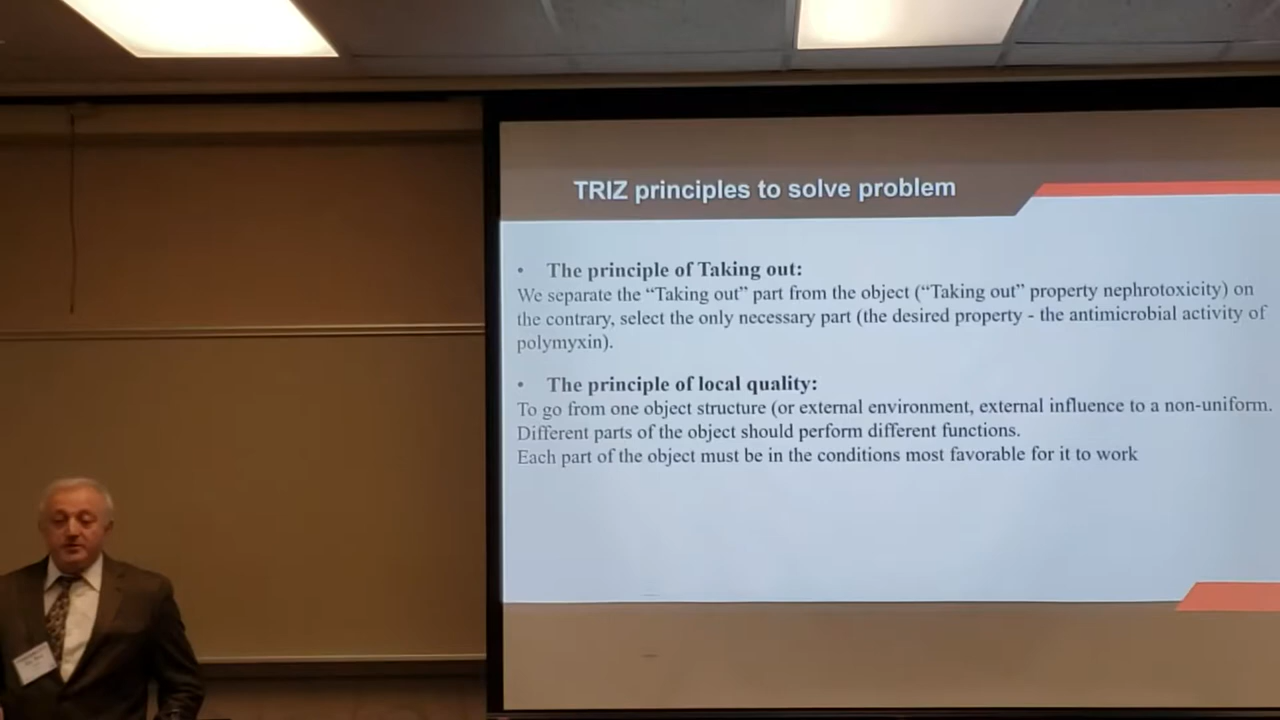 TRIZ principles to solve problem
• The principle of Taking out:
We separate the “Taking out” part from the object (“Taking out” property nephrotoxicity) on
the contrary, select the only necessary part (the desired property - the antimicrobial activity of
polymyxin).
• The principle of local quality:
To go from one object structure (or external environment, external influence to a non-uniform.
Different parts of the object should perform different functions.
Each part of the object must be in the conditions most favorable for it to work